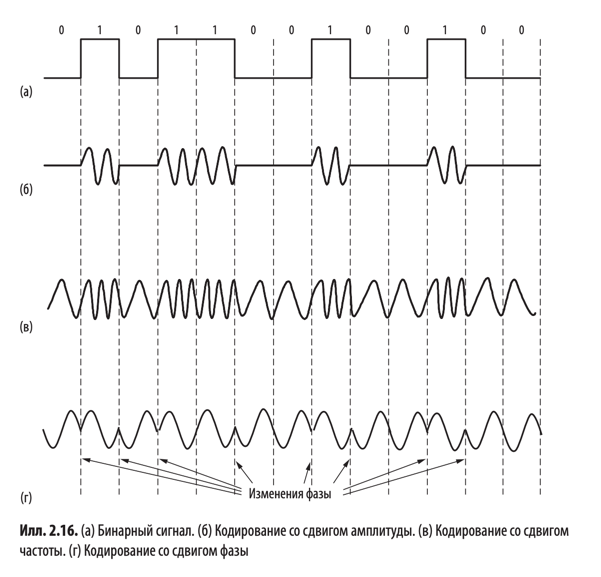 0 1 0 1 1 0 0 1 0 0 1 0 0
(а)
(б)
(в)
Изменения фазы
(г)
Илл. 2.16. (а) Бинарный сигнал. (б) Кодирование со сдвигом амплитуды. (в) Кодирование со сдвигом
частоты. (г) Кодирование со сдвигом фазы